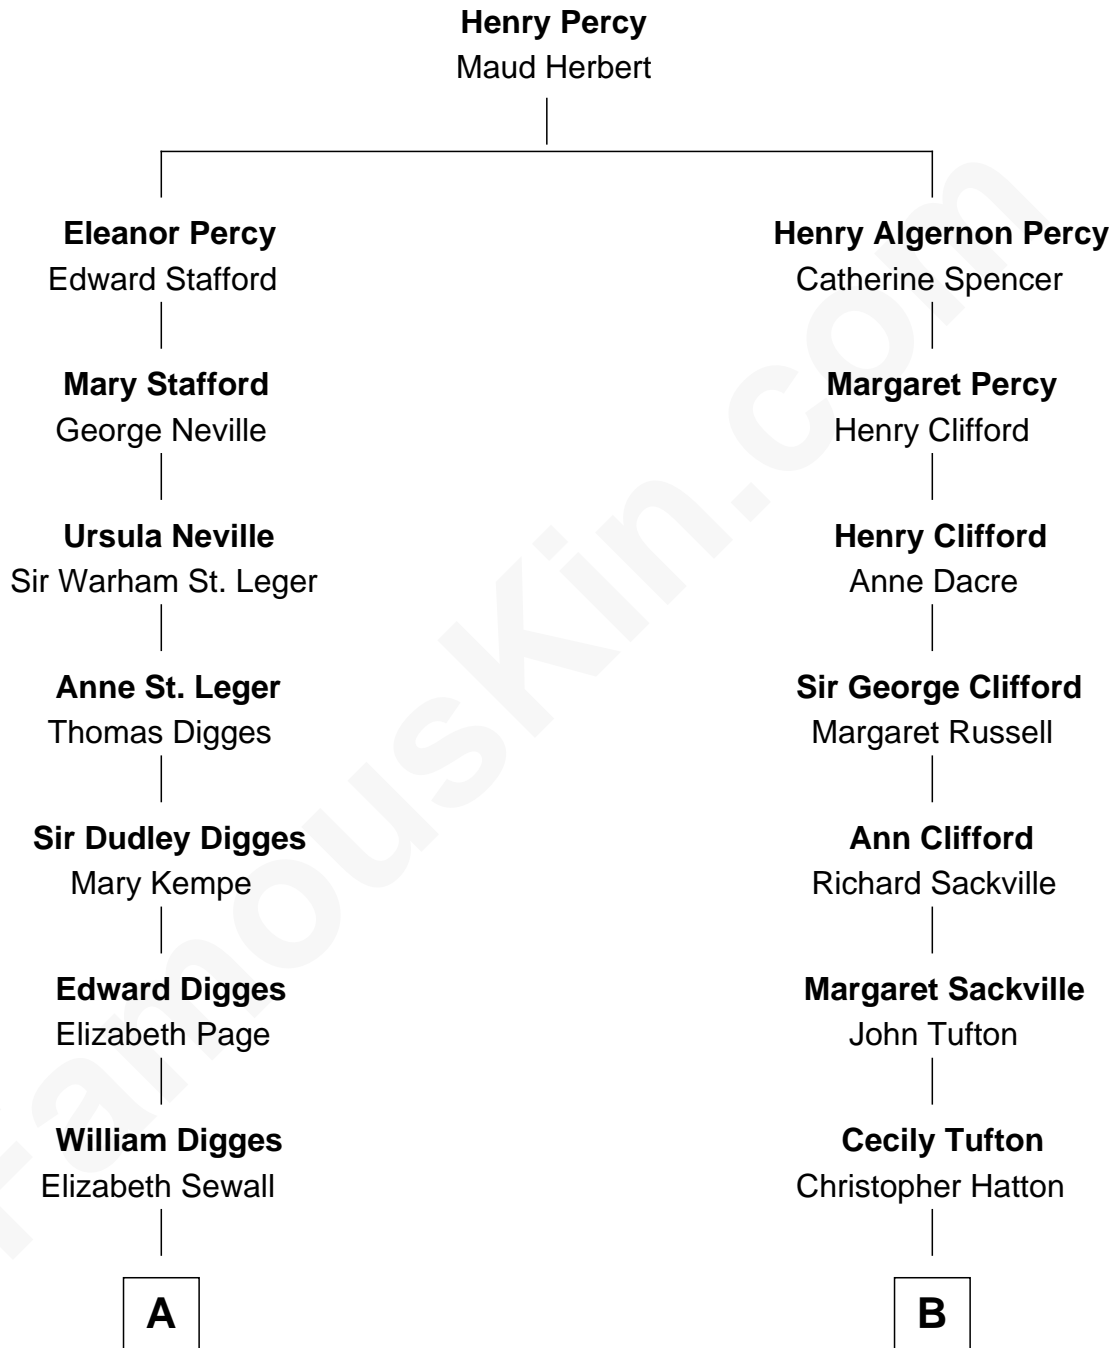 Henry Percy
Maud Herbert
Eleanor Percy
Edward Stafford
Henry Algernon Percy
Catherine Spencer
Mary Stafford
George Neville
Margaret Percy
Henry Clifford
Ursula Neville
Sir Warham St. Leger
Henry Clifford
Anne Dacre
Anne St. Leger
Thomas Digges
Sir George Clifford
Margaret Russell
Sir Dudley Digges
Mary Kempe
Ann Clifford
Richard Sackville
Edward Digges
Elizabeth Page
Margaret Sackville
John Tufton
William Digges
Elizabeth Sewall
Cecily Tufton
Christopher Hatton
A
B
FamousKin.com